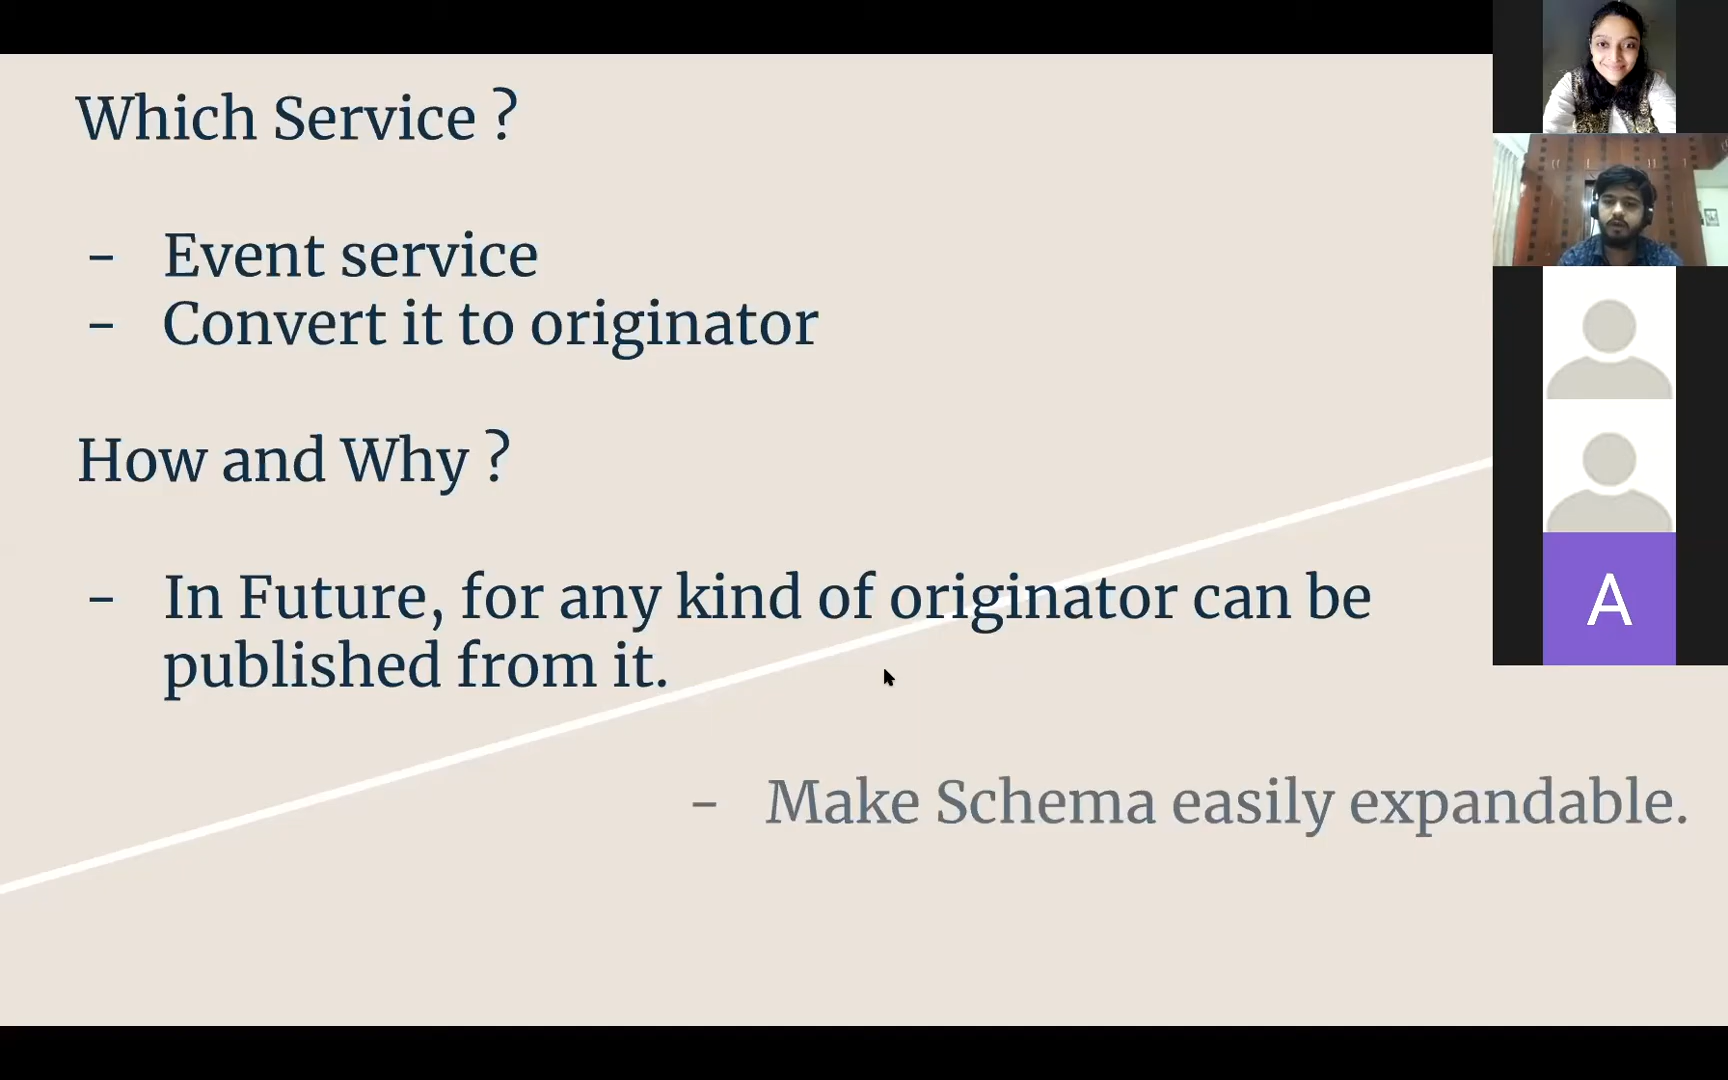 Which Service ?
- Event service
- Convert it to originator
How and Why ?
- In Future, for any kind of originator can be
published from it.
- Make Schema easily expandable.
A